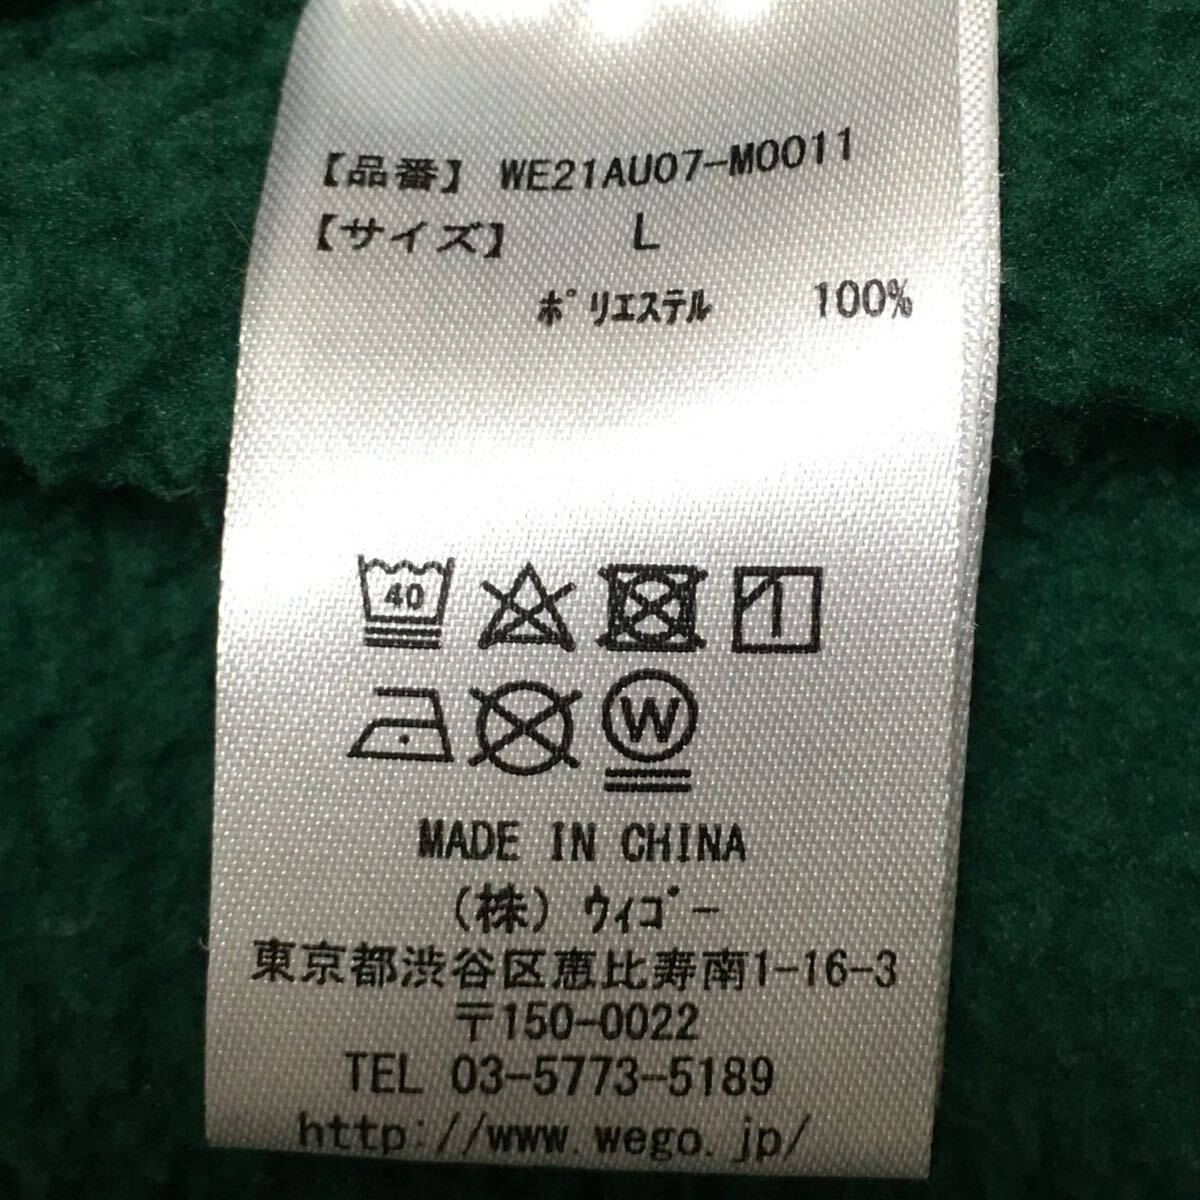 【品番】 WE21AU07-M0011
【サイズ】 L
ﾎﾟﾘｴｽﾃﾙ 100%
40
W
MADE IN CHINA
(株) ｳｨｺﾞｰ
東京都渋谷区恵比寿南1-16-3
〒150-0022
TEL 03-5773-5189
http://www.wego.jp/